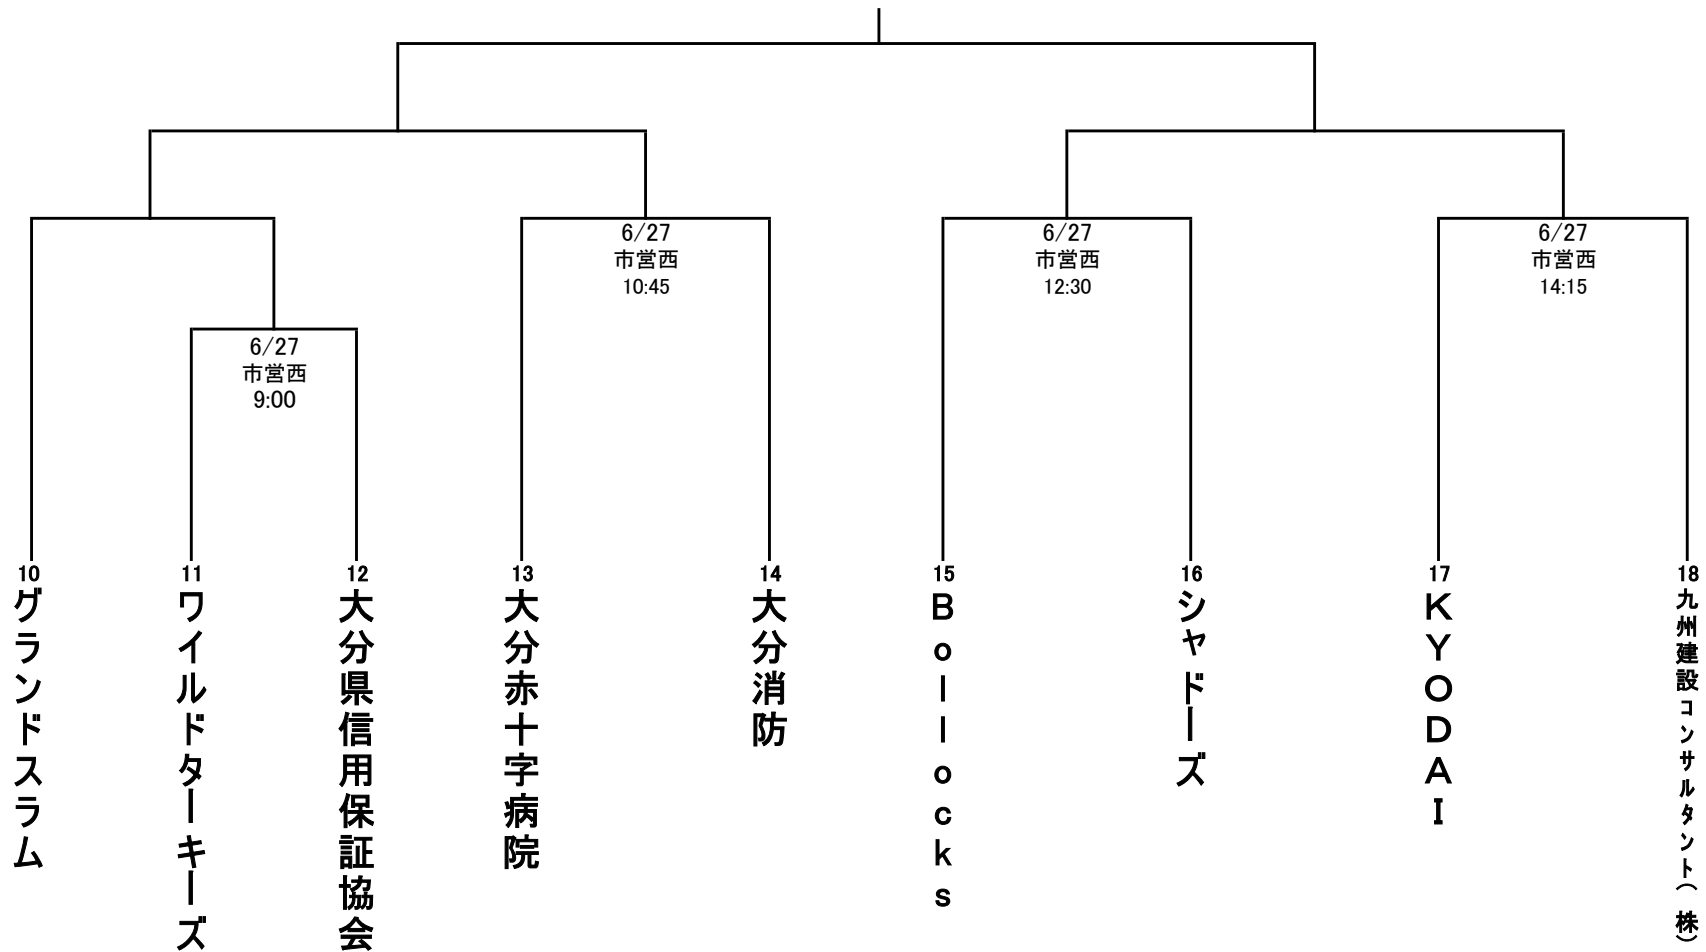 6/27
市営西
10:45
6/27
市営西
12:30
6/27
市営西
14:15
6/27
市営西
9:00
10
グランドスラム
11
ワイルドターキーズ
12
大分県信用保証協会
13
大分赤十字病院
14
大分消防
15
Bollocks
16
シャドーズ
17
KYODAI
18
九州建設コンサルタント(株)